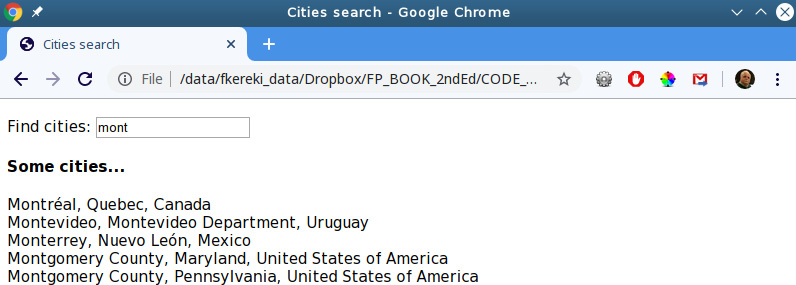 Cities search - Google Chrome
Cities search
File /data/fkereki_data/Dropbox/FP_BOOK_2ndEd/CODE_...
Find cities: mont
Some cities...
Montréal, Quebec, Canada
Montevideo, Montevideo Department, Uruguay
Monterrey, Nuevo León, Mexico
Montgomery County, Maryland, United States of America
Montgomery County, Pennsylvania, United States of America